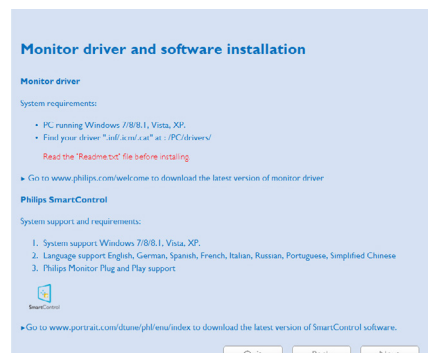 Monitor driver and software installation
Monitor driver
System requirements:
• PC running Windows 7/8/8.1, Vista, XP.
• Find your driver ".inf/.icm/.cat" at : /PC/drivers/
Read the "Readme.txt" file before installing
▸ Go to www.philips.com/welcome to download the latest version of monitor driver
Philips SmartControl
System support and requirements:
1. System support Windows 7/8/8.1, Vista, XP.
2. Language support English, German, Spanish, French, Italian, Russian, Portuguese, Simplified Chinese
3. Philips Monitor Plug and Play support
SmartControl
▸Go to www.portrait.com/dtune/phl/enu/index to download the latest version of SmartControl software.